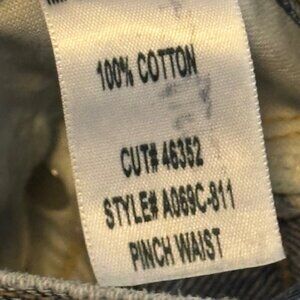 100% COTTON
CUT# 46352
STYLE# A069C-811
PINCH WAIST